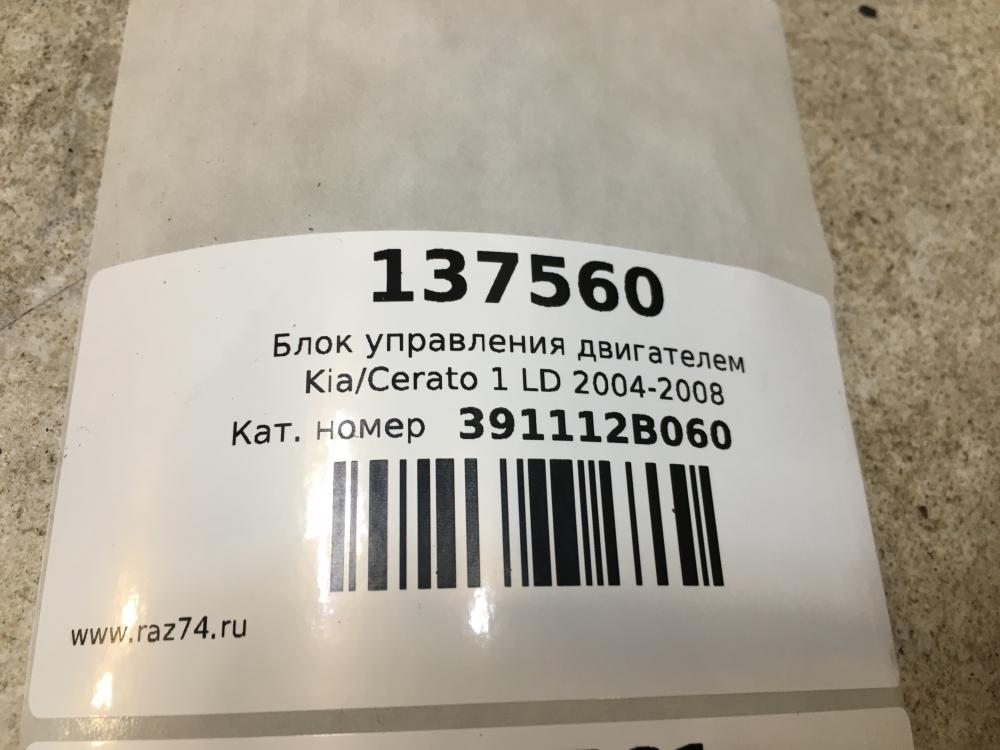 137560
Блок управления двигателем
Kia/Cerato 1 LD 2004-2008
Кат. номер 391112B060
www.raz74.ru